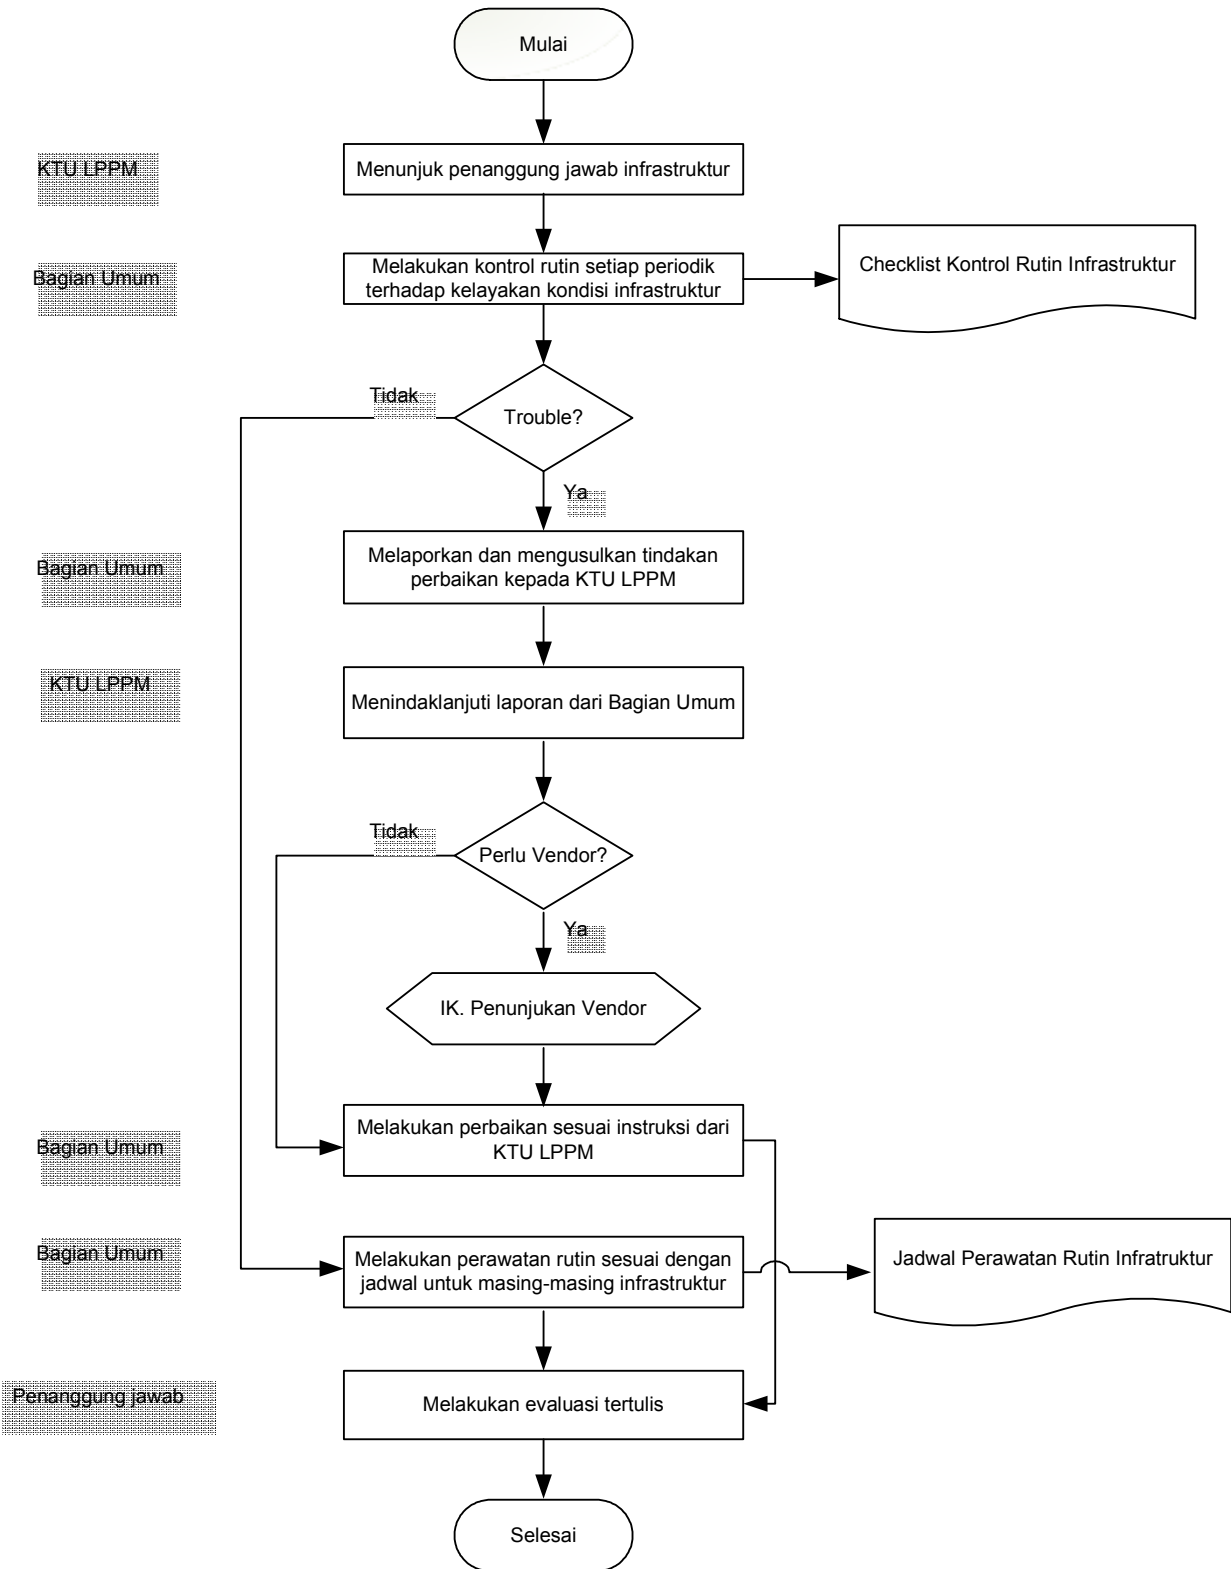 Mulai
KTU LPPM
Menunjuk penanggung jawab infrastruktur
Bagian Umum
Melakukan kontrol rutin setiap periodik
terhadap kelayakan kondisi infrastruktur
Checklist Kontrol Rutin Infrastruktur
Tidak
Trouble?
Ya
Bagian Umum
Melaporkan dan mengusulkan tindakan
perbaikan kepada KTU LPPM
KTU LPPM
Menindaklanjuti laporan dari Bagian Umum
Tidak
Perlu Vendor?
Ya
IK. Penunjukan Vendor
Bagian Umum
Melakukan perbaikan sesuai instruksi dari
KTU LPPM
Bagian Umum
Melakukan perawatan rutin sesuai dengan
jadwal untuk masing-masing infrastruktur
Jadwal Perawatan Rutin Infratruktur
Penanggung jawab
Melakukan evaluasi tertulis
Selesai